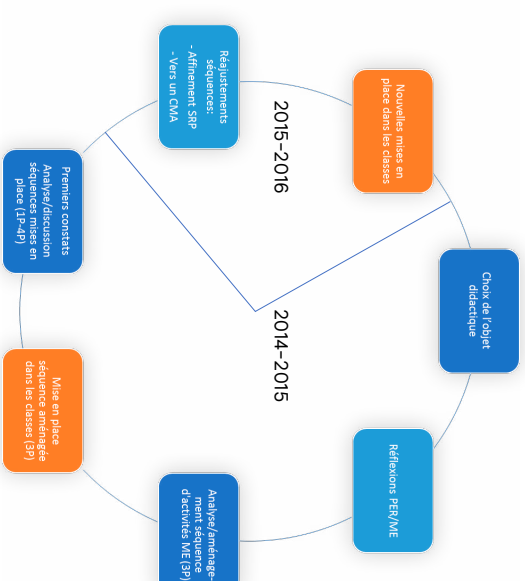 Choix de l'objet
didactique
Réflexions PER/ME
Analyse/aménage-
ment séquence
d'activités ME (3P)
Mise en place
séquence aménagée
dans les classes (3P)
Premiers constats
Analyse/discussion
séquences mises en
place (1P-4P)
Réajustements
séquences:
- Affinement SRP
- Vers un CMA
Nouvelles mises en
place dans les classes
2015-2016
2014-2015